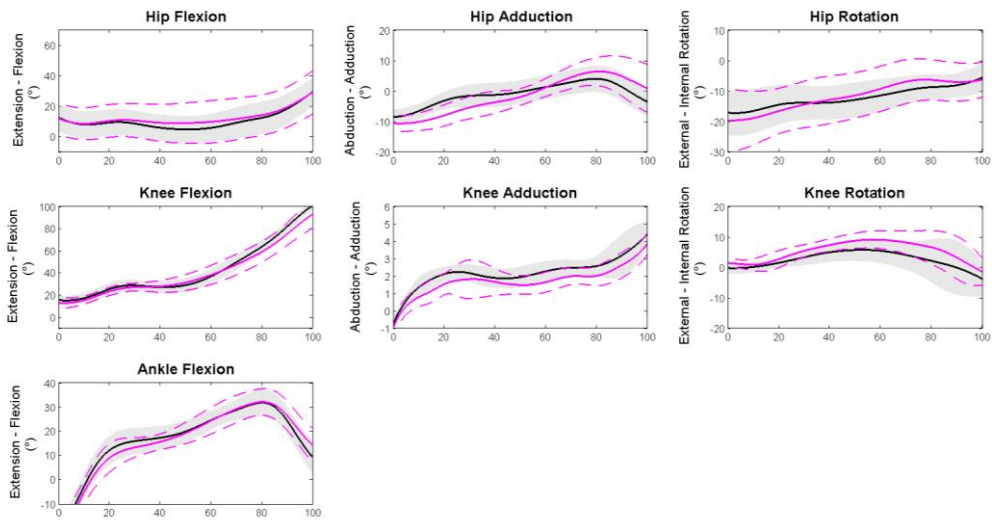 Hip Flexion
Extension - Flexion
(º)
60
40
20
0
0 20 40 60 80 100
Hip Adduction
Abduction - Adduction
(º)
20
10
0
-10
-20
0 20 40 60 80 100
Hip Rotation
External - Internal Rotation
(º)
10
0
-10
-20
-30
0 20 40 60 80 100
Knee Flexion
Extension - Flexion
(º)
100
80
60
40
20
0
0 20 40 60 80 100
Knee Adduction
Abduction - Adduction
(º)
6
5
4
3
2
1
0
-1
0 20 40 60 80 100
Knee Rotation
External - Internal Rotation
(º)
20
10
0
-10
-20
0 20 40 60 80 100
Ankle Flexion
Extension - Flexion
(º)
40
30
20
10
0
-10
0 20 40 60 80 100